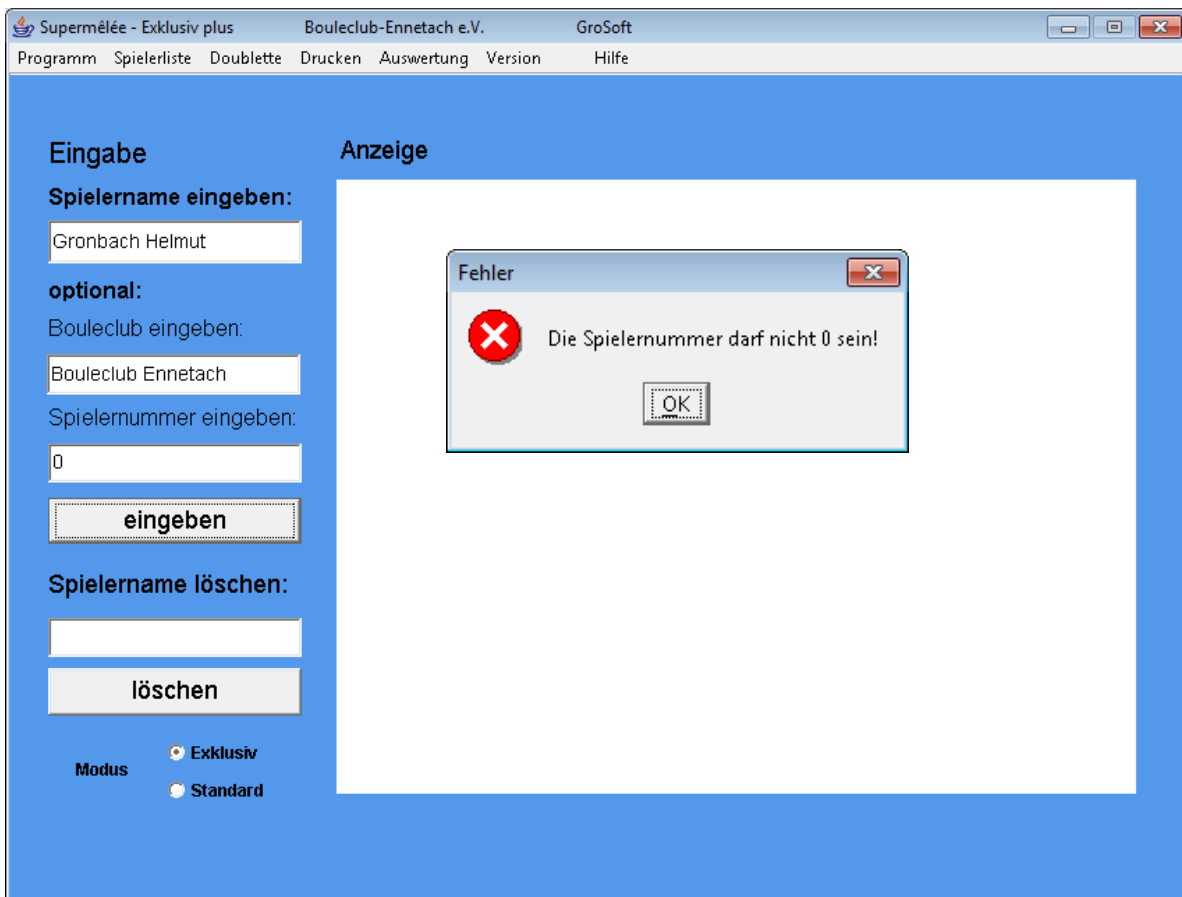 Supermêlée - Exklusiv plus Bouleclub-Ennetach e.V. GroSoft
Programm Spielerliste Doublette Drucken Auswertung Version Hilfe
Eingabe
Anzeige
Spielername eingeben:
Gronbach Helmut
optional:
Bouleclub eingeben:
Bouleclub Ennetach
Spielernummer eingeben:
0
eingeben
Spielername löschen:
löschen
Modus
Exklusiv
Standard
Fehler
Die Spielernummer darf nicht 0 sein!
OK